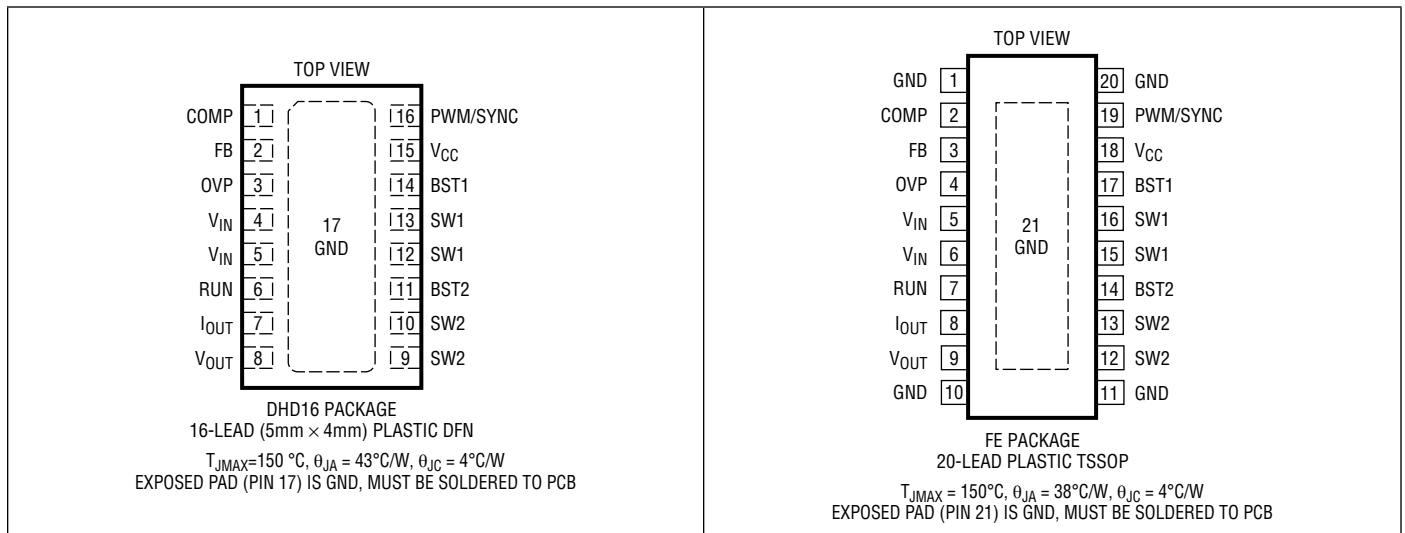 TOP VIEW
COMP 1 16 PWM/SYNC
FB 2 15 VCC
OVP 3 14 BST1
VIN 4 13 SW1
VIN 5 12 SW1
RUN 6 11 BST2
IOUT 7 10 SW2
VOUT 8 9 SW2
17
GND
DHD16 PACKAGE
16-LEAD (5mm × 4mm) PLASTIC DFN
TJMAX=150 °C, θJA = 43°C/W, θJC = 4°C/W
EXPOSED PAD (PIN 17) IS GND, MUST BE SOLDERED TO PCB
TOP VIEW
GND 1 20 GND
COMP 2 19 PWM/SYNC
FB 3 18 VCC
OVP 4 17 BST1
VIN 5 16 SW1
VIN 6 15 SW1
RUN 7 14 BST2
IOUT 8 13 SW2
VOUT 9 12 SW2
GND 10 11 GND
21
GND
FE PACKAGE
20-LEAD PLASTIC TSSOP
TJMAX = 150°C, θJA = 38°C/W, θJC = 4°C/W
EXPOSED PAD (PIN 21) IS GND, MUST BE SOLDERED TO PCB